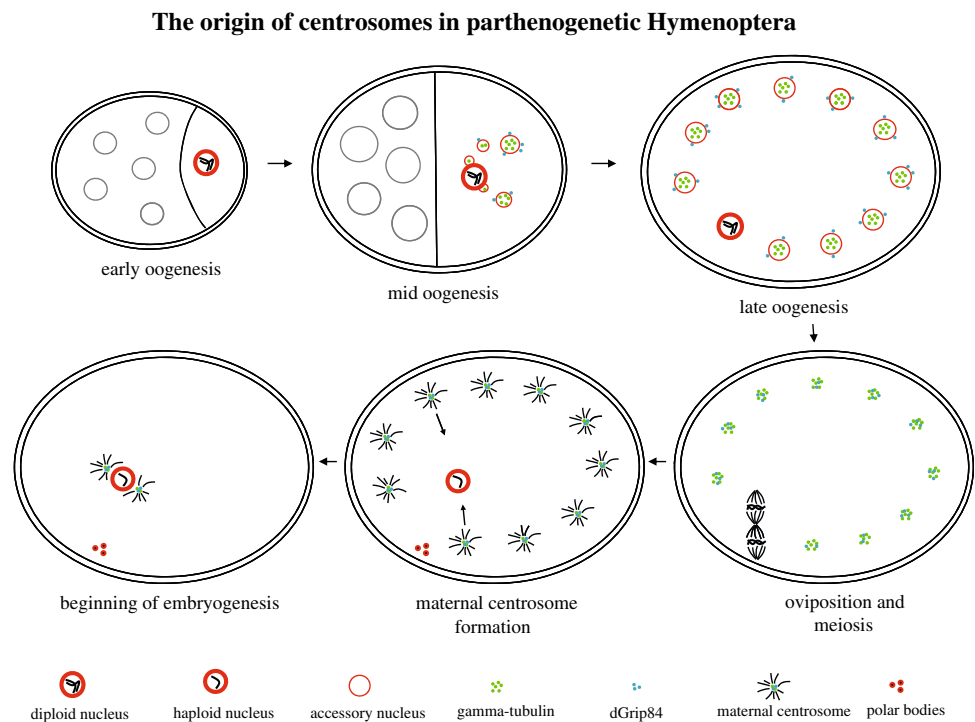 The origin of centrosomes in parthenogenetic Hymenoptera
early oogenesis
mid oogenesis
late oogenesis
beginning of embryogenesis
maternal centrosome
formation
oviposition and
meiosis
diploid nucleus
haploid nucleus
accessory nucleus
gamma-tubulin
dGrip84
maternal centrosome
polar bodies